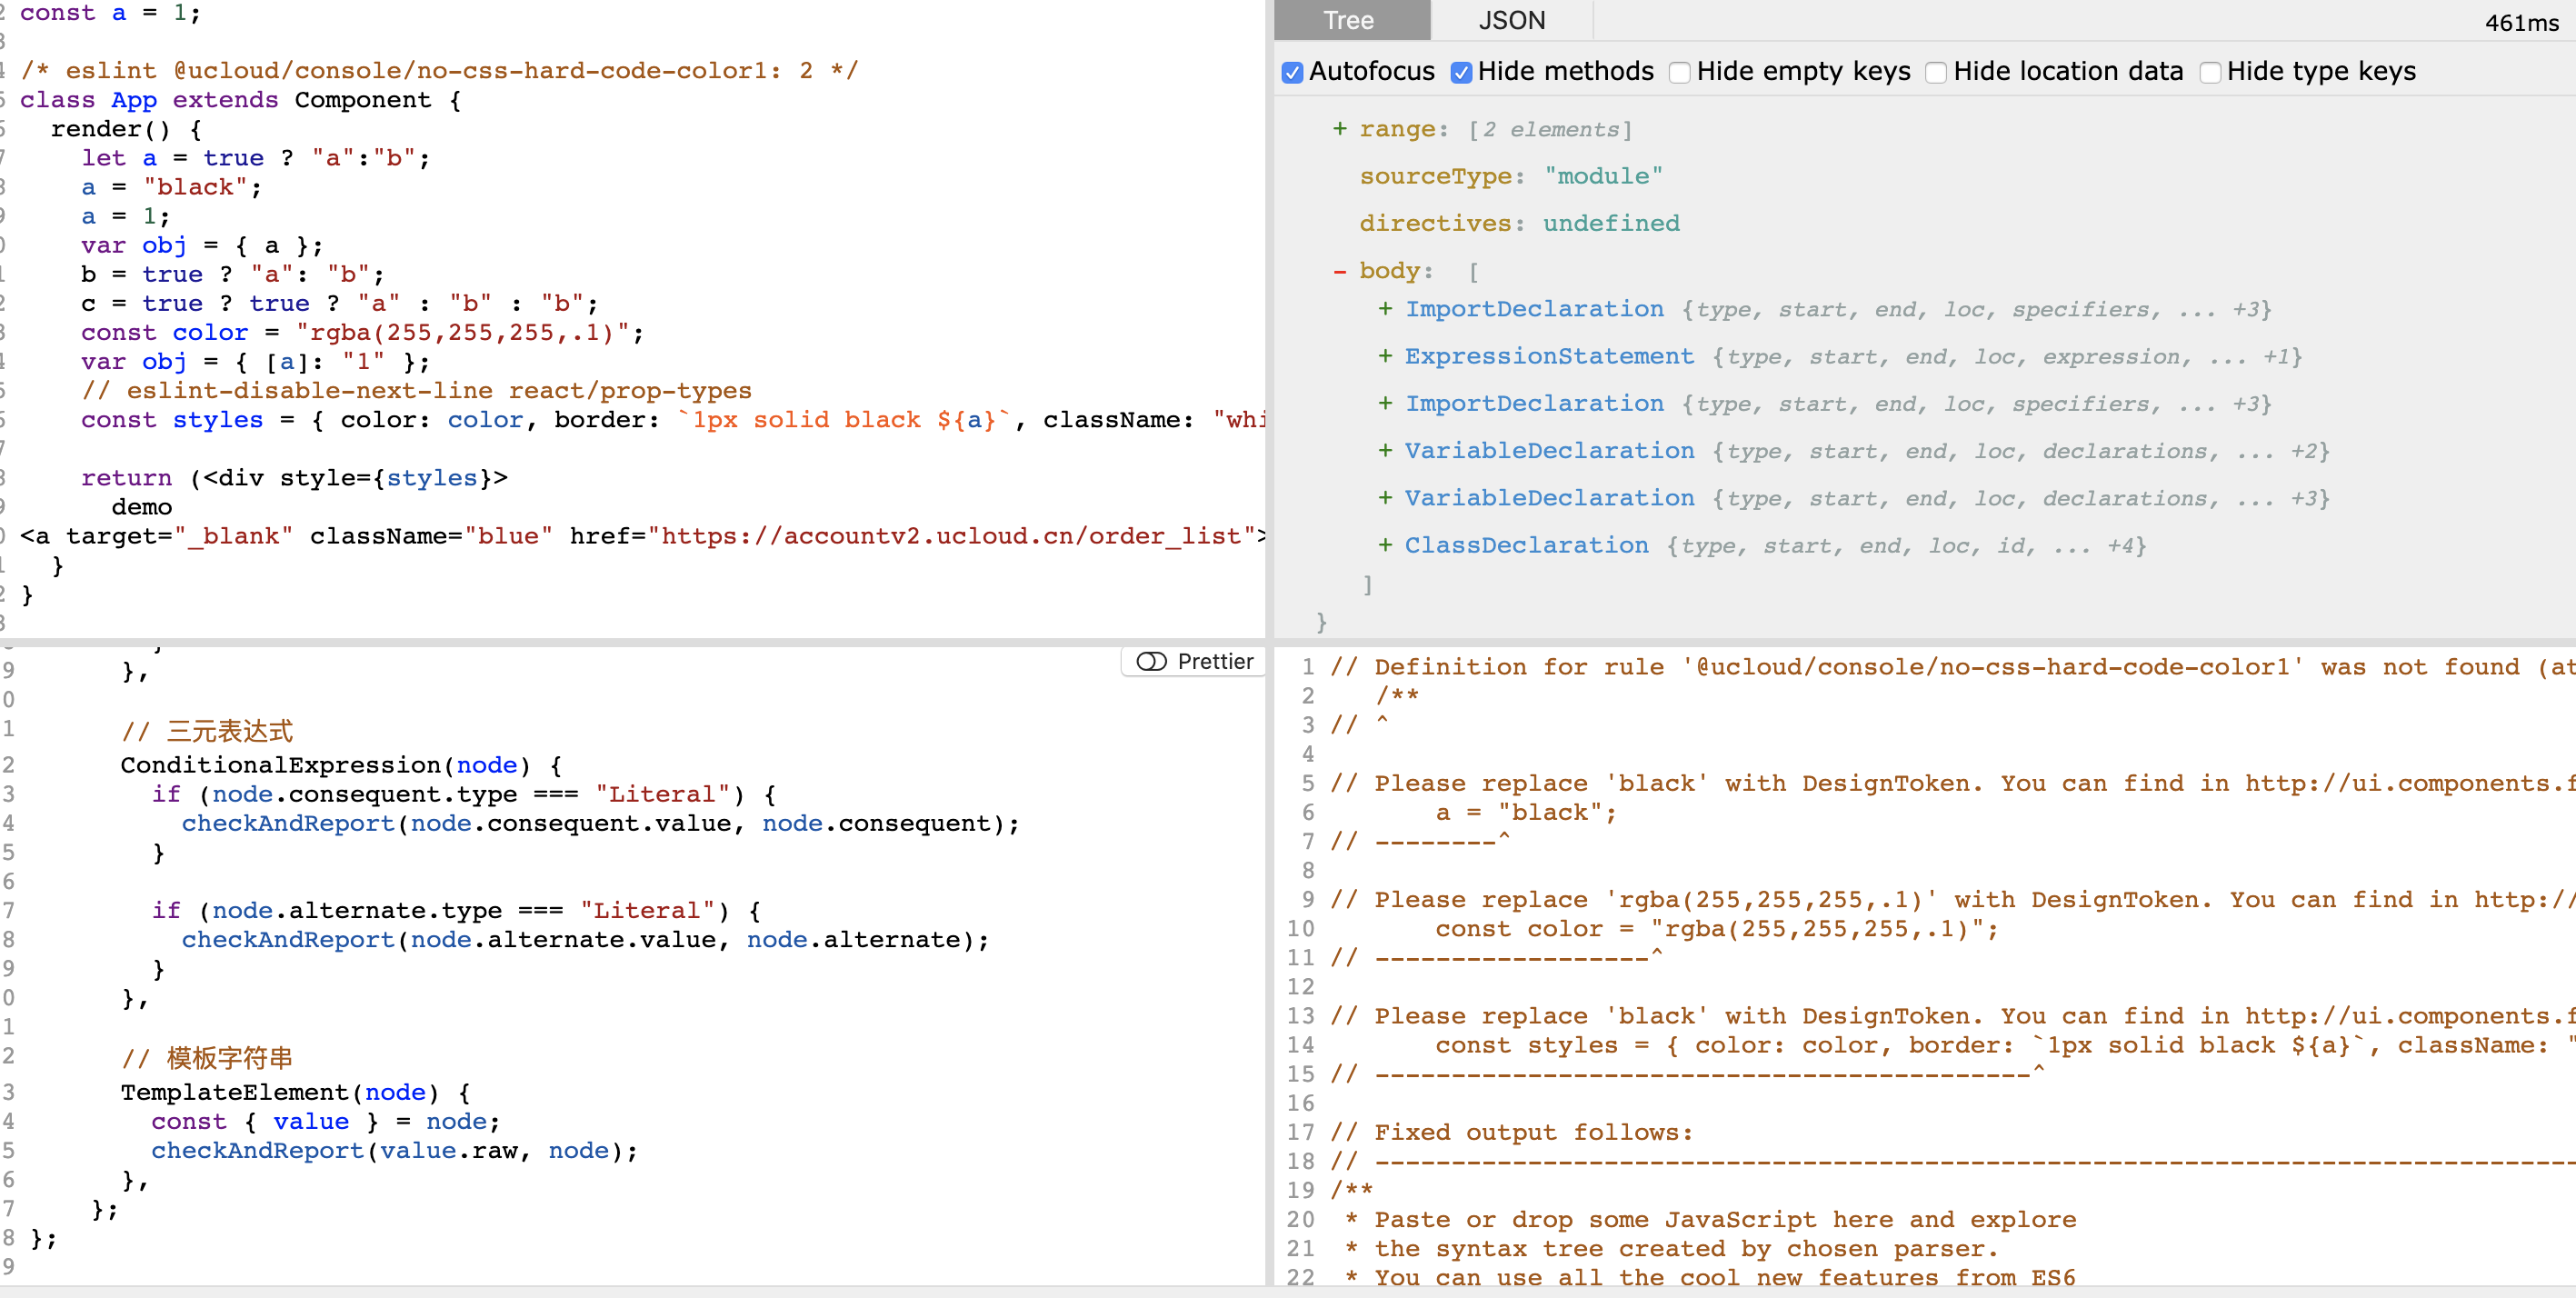 2 const a = 1;
3
4 /* eslint @ucloud/console/no-css-hard-code-color1: 2 */
5 class App extends Component {
6   render() {
7     let a = true ? "a":"b";
8     a = "black";
9     a = 1;
0     var obj = { a };
1     b = true ? "a": "b";
2     c = true ? true ? "a" : "b" : "b";
3     const color = "rgba(255,255,255,.1)";
4     var obj = { [a]: "1" };
5     // eslint-disable-next-line react/prop-types
6     const styles = { color: color, border: `1px solid black ${a}`, className: "whi
7
8     return (<div style={styles}>
9       demo
0 <a target="_blank" className="blue" href="https://accountv2.ucloud.cn/order_list">
1   }
2 }
3
Tree
JSON
461ms
Autofocus
Hide methods
Hide empty keys
Hide location data
Hide type keys
+ range: [2 elements]
sourceType: "module"
directives: undefined
- body: [
+ ImportDeclaration {type, start, end, loc, specifiers, ... +3}
+ ExpressionStatement {type, start, end, loc, expression, ... +1}
+ ImportDeclaration {type, start, end, loc, specifiers, ... +3}
+ VariableDeclaration {type, start, end, loc, declarations, ... +2}
+ VariableDeclaration {type, start, end, loc, declarations, ... +3}
+ ClassDeclaration {type, start, end, loc, id, ... +4}
]
}
Prettier
9       },
0
1       // 三元表达式
2       ConditionalExpression(node) {
3         if (node.consequent.type === "Literal") {
4           checkAndReport(node.consequent.value, node.consequent);
5         }
6
7         if (node.alternate.type === "Literal") {
8           checkAndReport(node.alternate.value, node.alternate);
9         }
0       },
1
2       // 模板字符串
3       TemplateElement(node) {
4         const { value } = node;
5         checkAndReport(value.raw, node);
6       },
7     };
8 };
9
1 // Definition for rule '@ucloud/console/no-css-hard-code-color1' was not found (at
2    /**
3 // ^
4
5 // Please replace 'black' with DesignToken. You can find in http://ui.components.f
6        a = "black";
7 // --------^
8
9 // Please replace 'rgba(255,255,255,.1)' with DesignToken. You can find in http://
10        const color = "rgba(255,255,255,.1)";
11 // ------------------^
12
13 // Please replace 'black' with DesignToken. You can find in http://ui.components.f
14        const styles = { color: color, border: `1px solid black ${a}`, className: "
15 // -------------------------------------------^
16
17 // Fixed output follows:
18 // -------------------------------------------------------------------------------
19 /**
20  * Paste or drop some JavaScript here and explore
21  * the syntax tree created by chosen parser.
22  * You can use all the cool new features from ES6